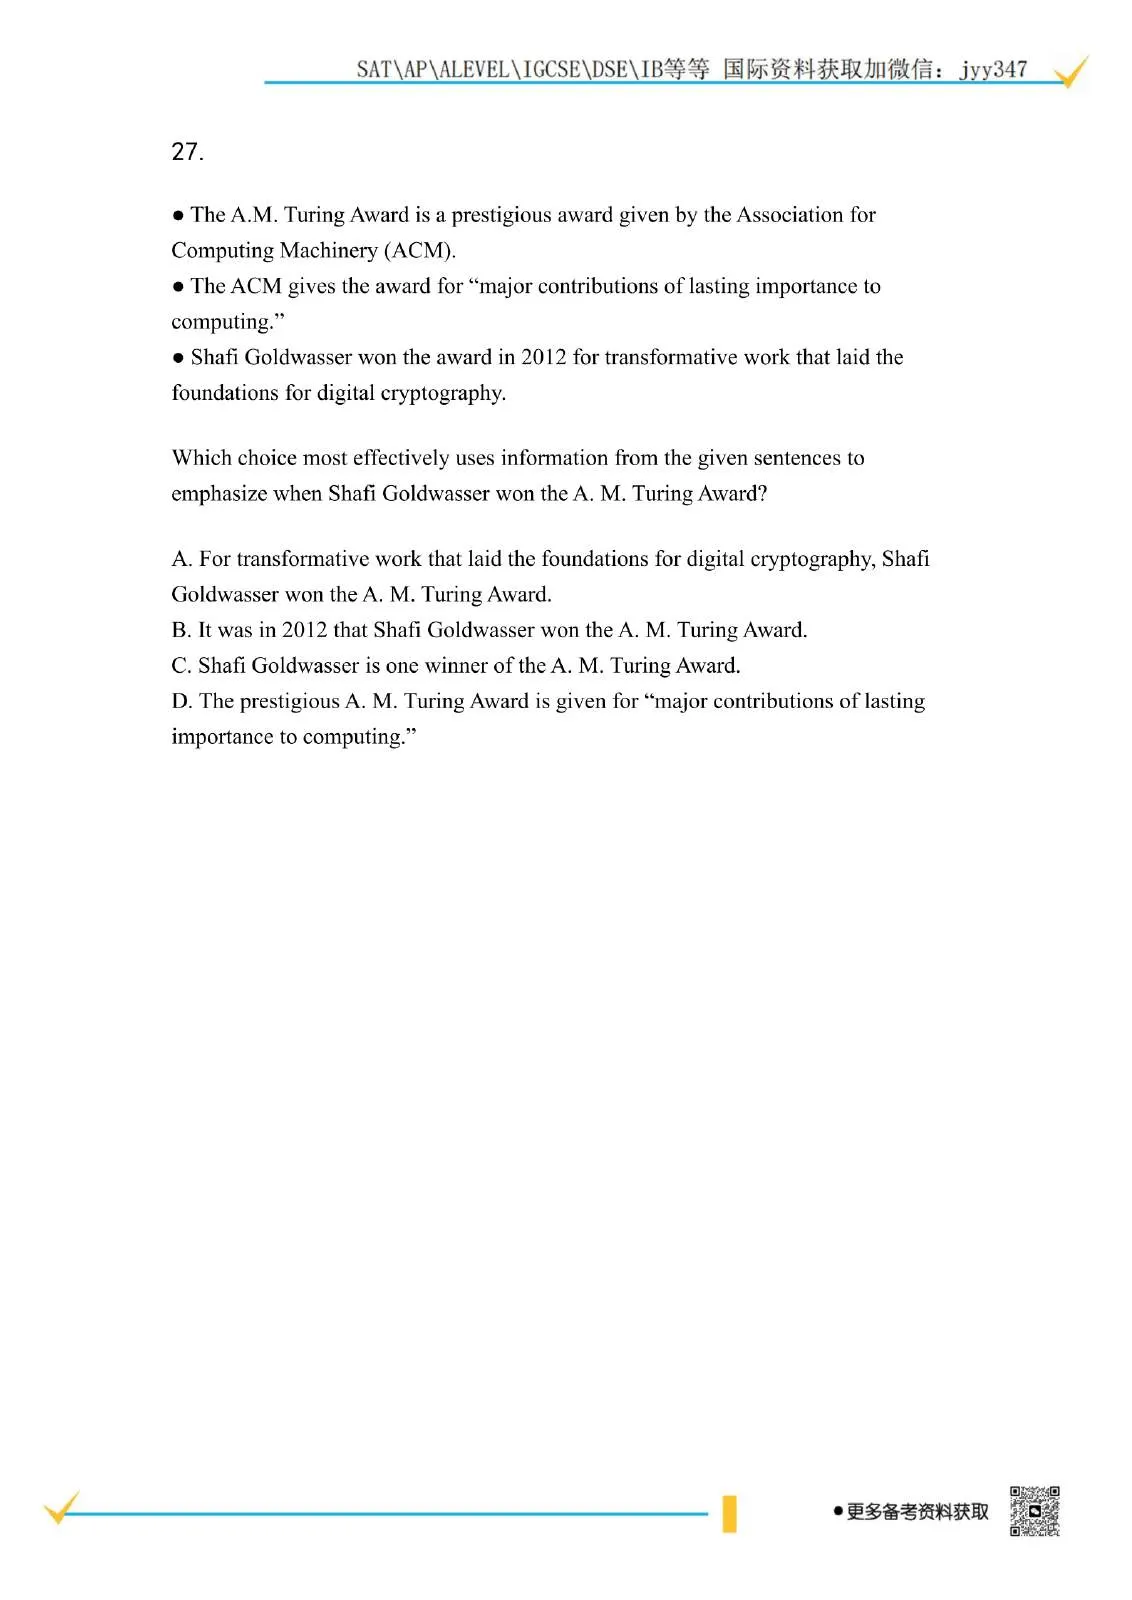 SAT\AP\ALEVEL\IGCSE\DSE\IB等等 国际资料获取加微信：jyy347
27.
● The A.M. Turing Award is a prestigious award given by the Association for
Computing Machinery (ACM).
● The ACM gives the award for “major contributions of lasting importance to
computing.”
● Shafi Goldwasser won the award in 2012 for transformative work that laid the
foundations for digital cryptography.
Which choice most effectively uses information from the given sentences to
emphasize when Shafi Goldwasser won the A. M. Turing Award?
A. For transformative work that laid the foundations for digital cryptography, Shafi
Goldwasser won the A. M. Turing Award.
B. It was in 2012 that Shafi Goldwasser won the A. M. Turing Award.
C. Shafi Goldwasser is one winner of the A. M. Turing Award.
D. The prestigious A. M. Turing Award is given for “major contributions of lasting
importance to computing.”
●更多备考资料获取